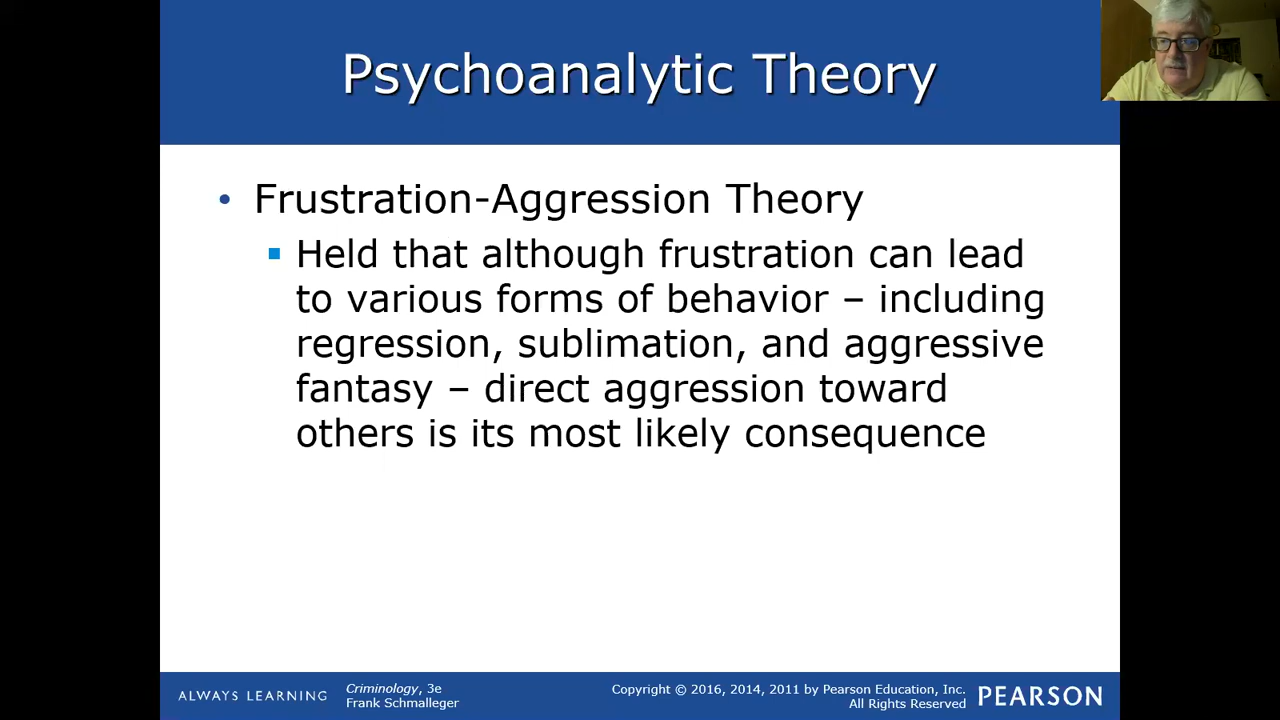 Psychoanalytic Theory
• Frustration-Aggression Theory
▪ Held that although frustration can lead
to various forms of behavior – including
regression, sublimation, and aggressive
fantasy – direct aggression toward
others is its most likely consequence
ALWAYS LEARNING
Criminology, 3e
Frank Schmalleger
Copyright © 2016, 2014, 2011 by Pearson Education, Inc.
All Rights Reserved
PEARSON